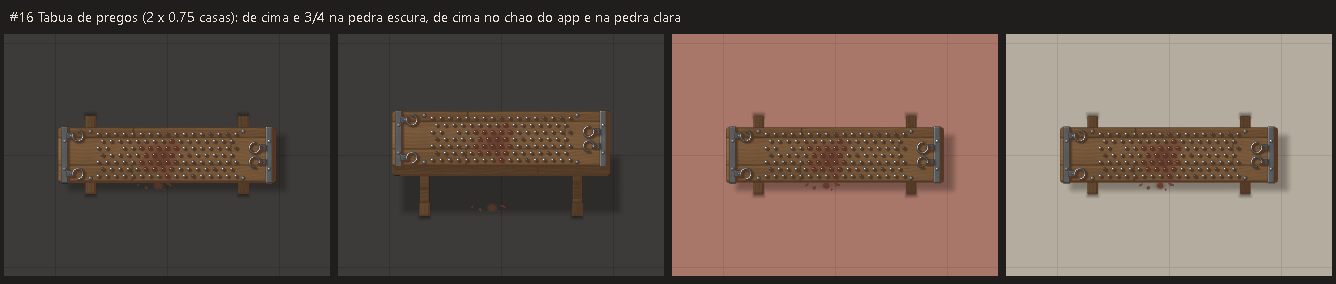 #16 Tabua de pregos (2 x 0.75 casas): de cima e 3/4 na pedra escura, de cima no chao do app e na pedra clara